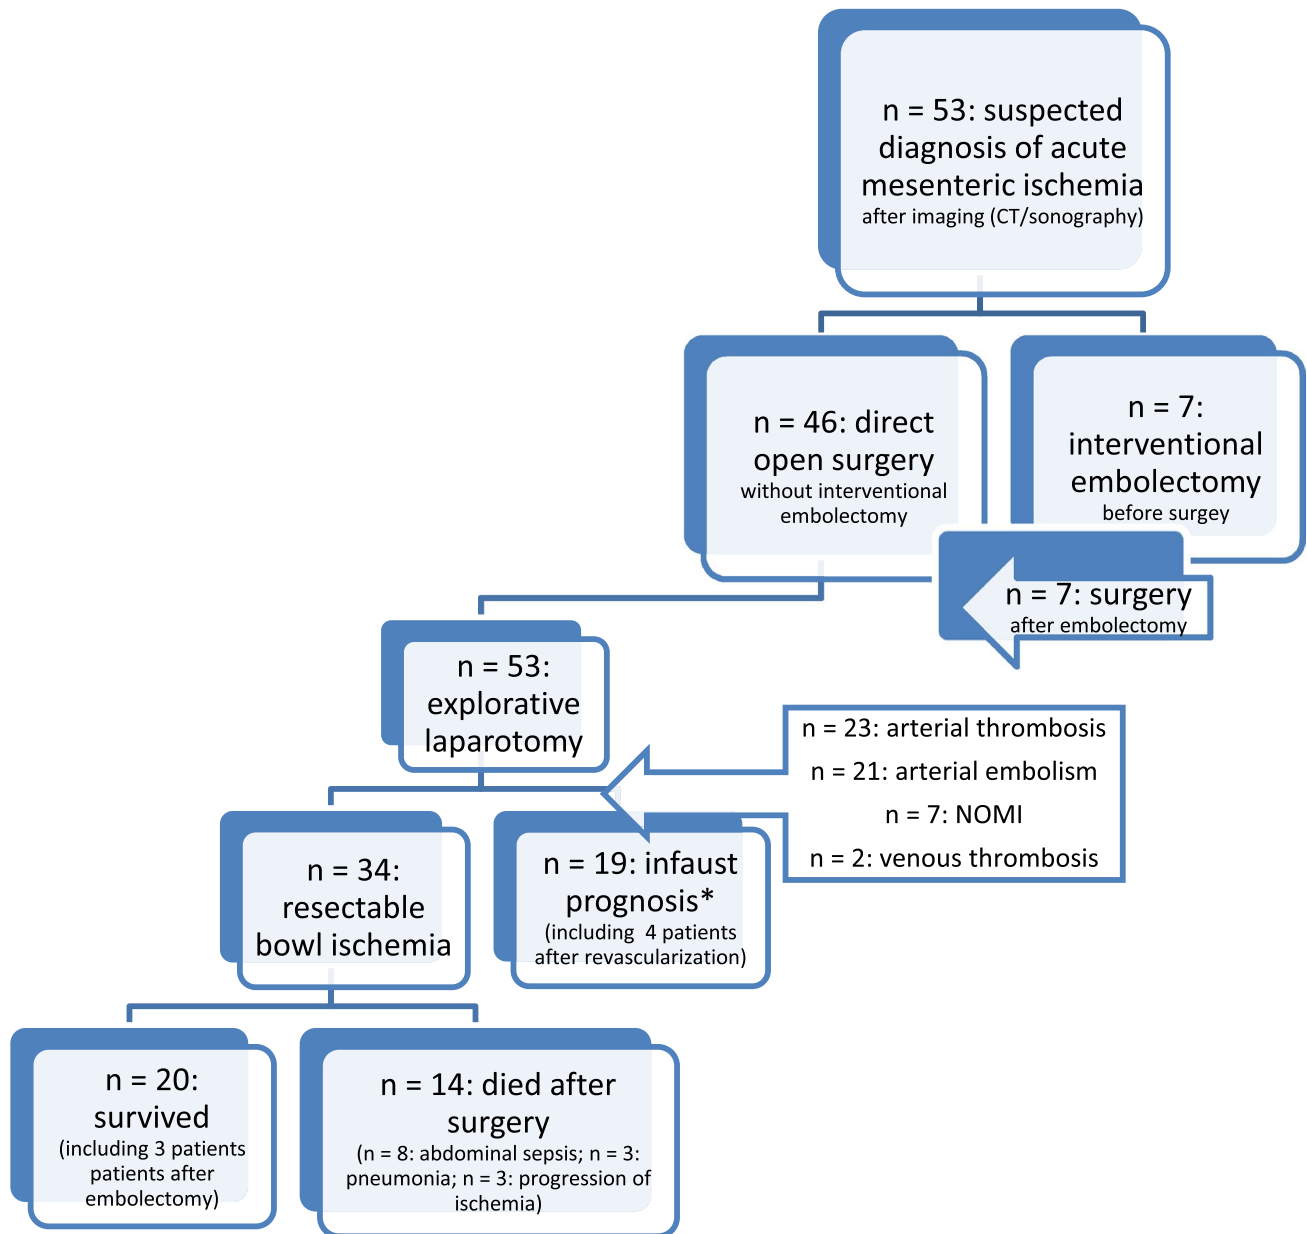 n = 53: suspected
diagnosis of acute
mesenteric ischemia
after imaging (CT/sonography)
n = 46: direct
open surgery
without interventional
embolectomy
n = 7:
interventional
embolectomy
before surgey
n = 7: surgery
after embolectomy
n = 53:
explorative
laparotomy
n = 23: arterial thrombosis
n = 21: arterial embolism
n = 7: NOMI
n = 2: venous thrombosis
n = 34:
resectable
bowl ischemia
n = 19: infaust
prognosis*
(including 4 patients
after revascularization)
n = 20:
survived
(including 3 patients
patients after
embolectomy)
n = 14: died after
surgery
(n = 8: abdominal sepsis; n = 3:
pneumonia; n = 3: progression of
ischemia)